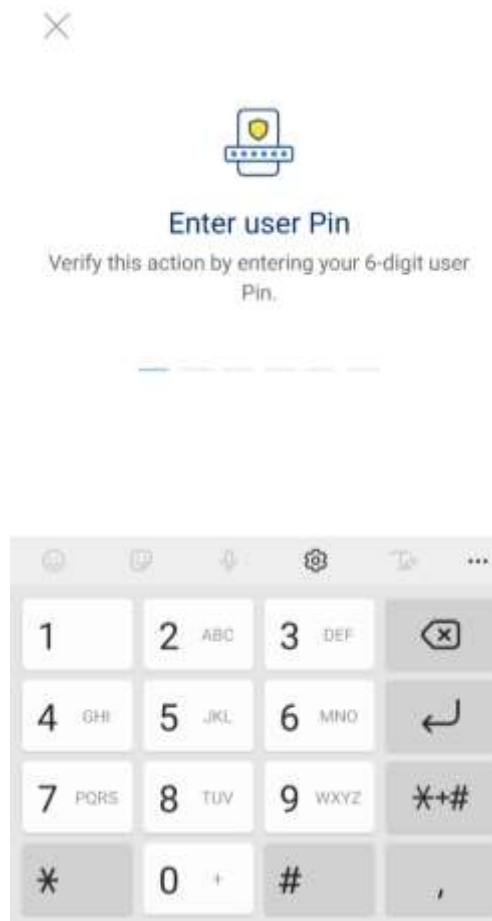 Enter user Pin
Verify this action by entering your 6-digit user
Pin.
1 2 ABC 3 DEF
4 GHI 5 JKL 6 MNO
7 PQRS 8 TUV 9 WXYZ *+#
* 0 + # ,